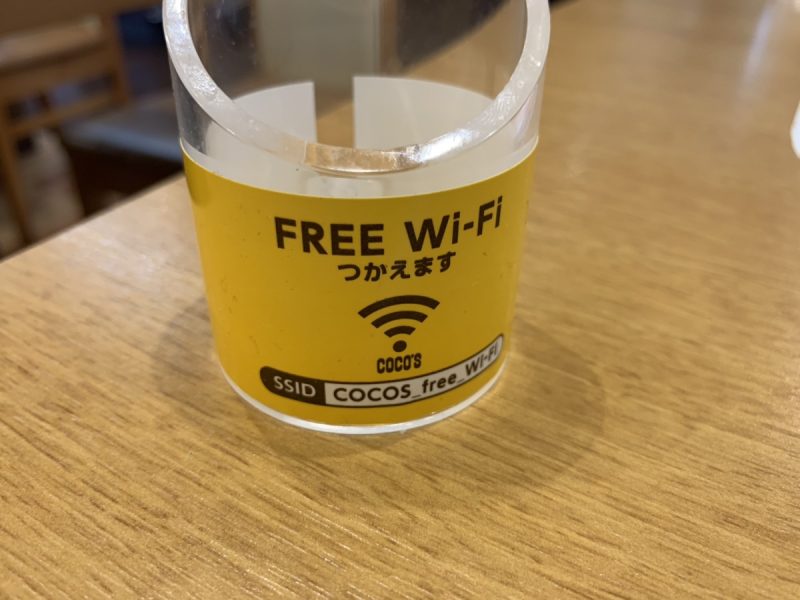 FREE Wi-Fi
つかえます
COCO'S
SSID COCOS_free_Wi-Fi